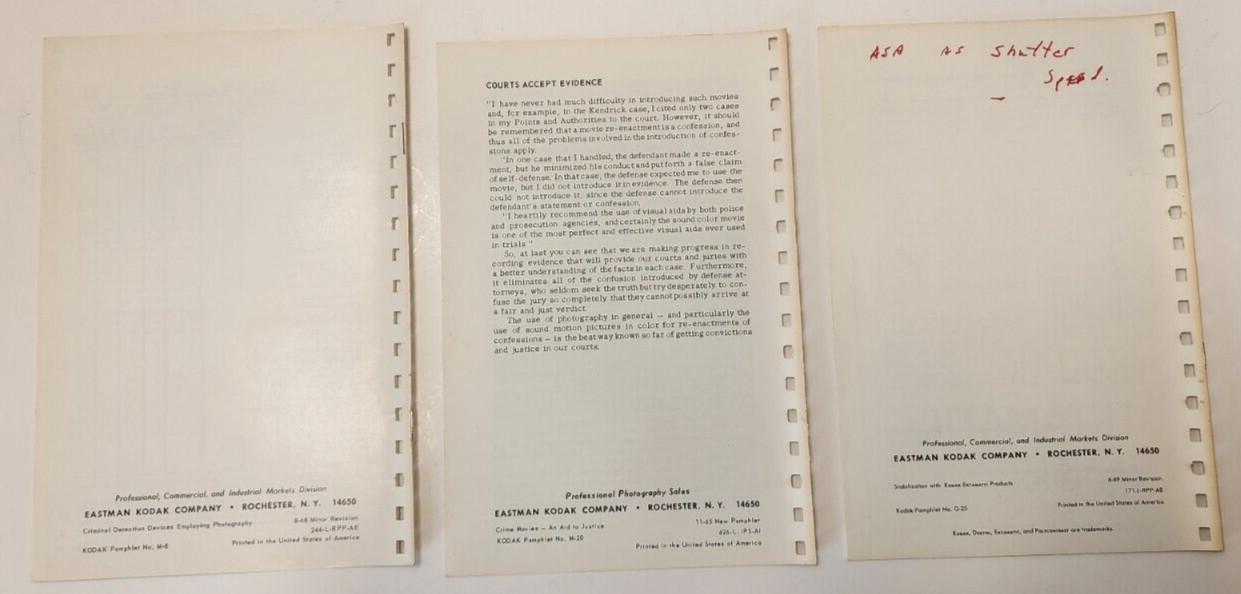 Professional, Commercial, and Industrial Markets Division
EASTMAN KODAK COMPANY • ROCHESTER, N. Y. 14650
Criminal Detection Devices Employing Photography
8-68 Minor Revision
244-L-RPP-AE
KODAK Pamphlet No. M-8
Printed in the United States of America
COURTS ACCEPT EVIDENCE
"I have never had much difficulty in introducing such movies
and, for example, in the Kendrick case, I cited only two cases
in my Points and Authorities to the court. However, it should
be remembered that a movie re-enactment is a confession, and
thus all of the problems involved in the introduction of confes-
sions apply.
"In one case that I handled, the defendant made a re-enact-
ment, but he minimized his conduct and put forth a false claim
of self-defense. In that case, the defense expected me to use the
movie, but I did not introduce it in evidence. The defense then
could not introduce it, since the defense cannot introduce the
defendant's statement or confession.
"I heartily recommend the use of visual aids by both police
and prosecution agencies, and certainly the sound color movie
is one of the most perfect and effective visual aids ever used
in trials."
So, at last you can see that we are making progress in re-
cording evidence that will provide our courts and juries with
a better understanding of the facts in each case. Furthermore,
it eliminates all of the confusion introduced by defense at-
torneys, who seldom seek the truth but try desperately to con-
fuse the jury so completely that they cannot possibly arrive at
a fair and just verdict.
The use of photography in general — and particularly the
use of sound motion pictures in color for re-enactments of
confessions — is the best way known so far of getting convictions
and justice in our courts.
Professional Photography Sales
EASTMAN KODAK COMPANY • ROCHESTER, N. Y. 14650
Crime Movies — An Aid to Justice
11-65 New Pamphlet
KODAK Pamphlet No. M-20
Printed in the United States of America
ASA AS Shutter
Speed.
Professional, Commercial, and Industrial Markets Division
EASTMAN KODAK COMPANY • ROCHESTER, N. Y. 14650
Stabilization with Kodak Ektamatic Products
6-69 Minor Revision
171-L-RPP-AB
Kodak Pamphlet No. G-25
Printed in the United States of America
Kodak, Ektamatic, and are trademarks.